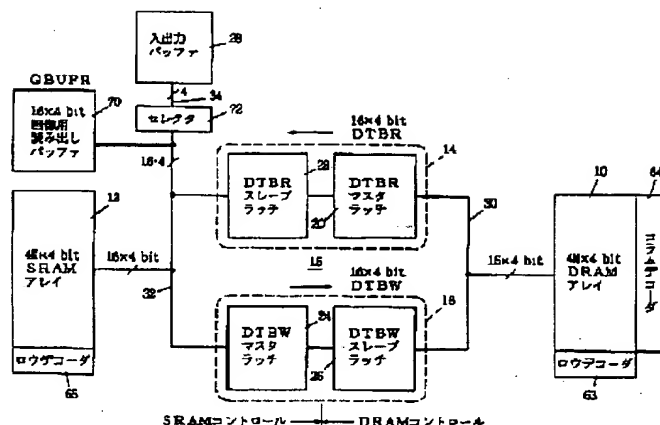 入出力
バッファ
28
4
34
QBUFR
70
16×4 bit
画像用
読み出し
バッファ
セレクタ
72
16・4
16×4 bit
DTBR
14
22
DTBR
スレーブ
ラッチ
DTBR
マスタ
ラッチ
20
12
4K×4 bit
SRAM
アレイ
16×4 bit
32
ロウデコーダ
65
16
16×4 bit
DTBW
18
24
DTBW
マスタ
ラッチ
DTBW
スレーブ
ラッチ
26
30
16×4 bit
10
64
4M×4 bit
DRAM
アレイ
コラムデコーダ
ロウデコーダ
63
SRAMコントロール
DRAMコントロール